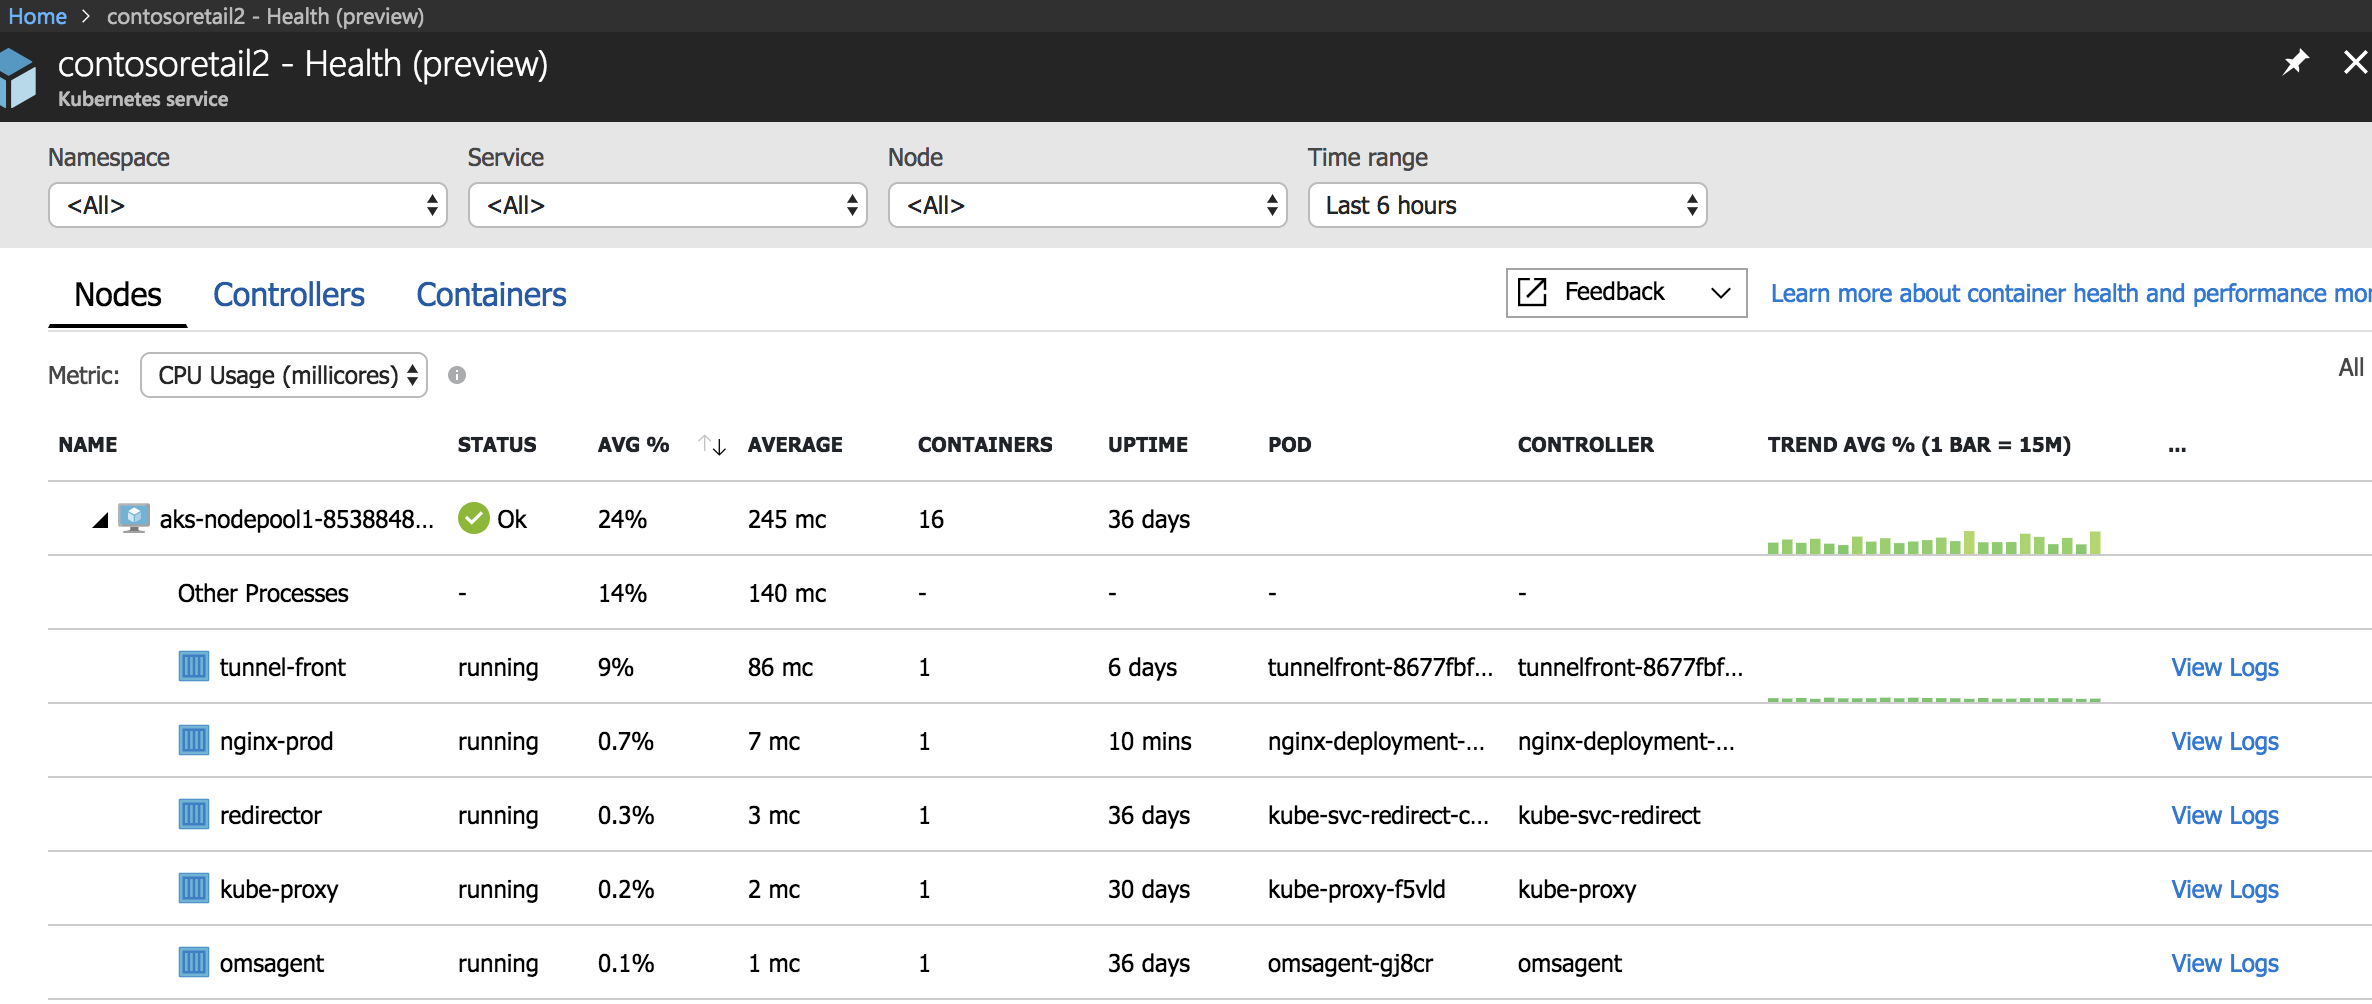 Home > contosoretail2 - Health (preview)
contosoretail2 - Health (preview)
Kubernetes service
Namespace Service Node Time range
<All> <All> <All> Last 6 hours
Nodes Controllers Containers Feedback Learn more about container health and performance mor
Metric: CPU Usage (millicores) All
NAME STATUS AVG % AVERAGE CONTAINERS UPTIME POD CONTROLLER TREND AVG % (1 BAR = 15M) ...
aks-nodepool1-8538848... Ok 24% 245 mc 16 36 days
Other Processes - 14% 140 mc - - - -
tunnel-front running 9% 86 mc 1 6 days tunnelfront-8677fbf... tunnelfront-8677fbf... View Logs
nginx-prod running 0.7% 7 mc 1 10 mins nginx-deployment-... nginx-deployment-... View Logs
redirector running 0.3% 3 mc 1 36 days kube-svc-redirect-c... kube-svc-redirect View Logs
kube-proxy running 0.2% 2 mc 1 30 days kube-proxy-f5vld kube-proxy View Logs
omsagent running 0.1% 1 mc 1 36 days omsagent-gj8cr omsagent View Logs